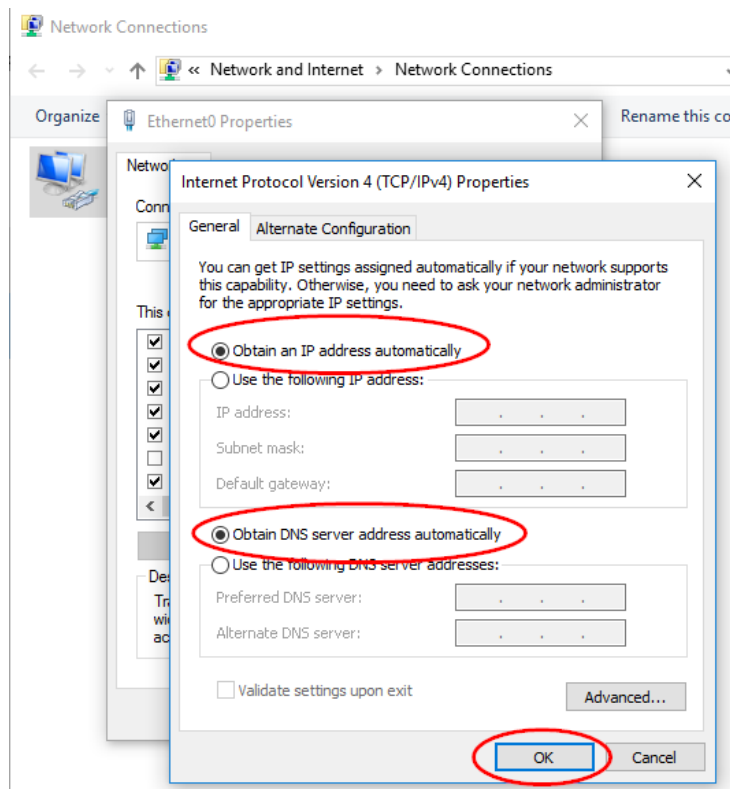 Network Connections
« Network and Internet > Network Connections
Organize
Rename this co
Ethernet0 Properties
Netwo
Internet Protocol Version 4 (TCP/IPv4) Properties
Conn
General
Alternate Configuration
You can get IP settings assigned automatically if your network supports
this capability. Otherwise, you need to ask your network administrator
for the appropriate IP settings.
This
Obtain an IP address automatically
Use the following IP address:
IP address:
Subnet mask:
Default gateway:
Obtain DNS server address automatically
Use the following DNS server addresses:
Des
Preferred DNS server:
Tra
wi
Alternate DNS server:
ac
Validate settings upon exit
Advanced...
OK
Cancel